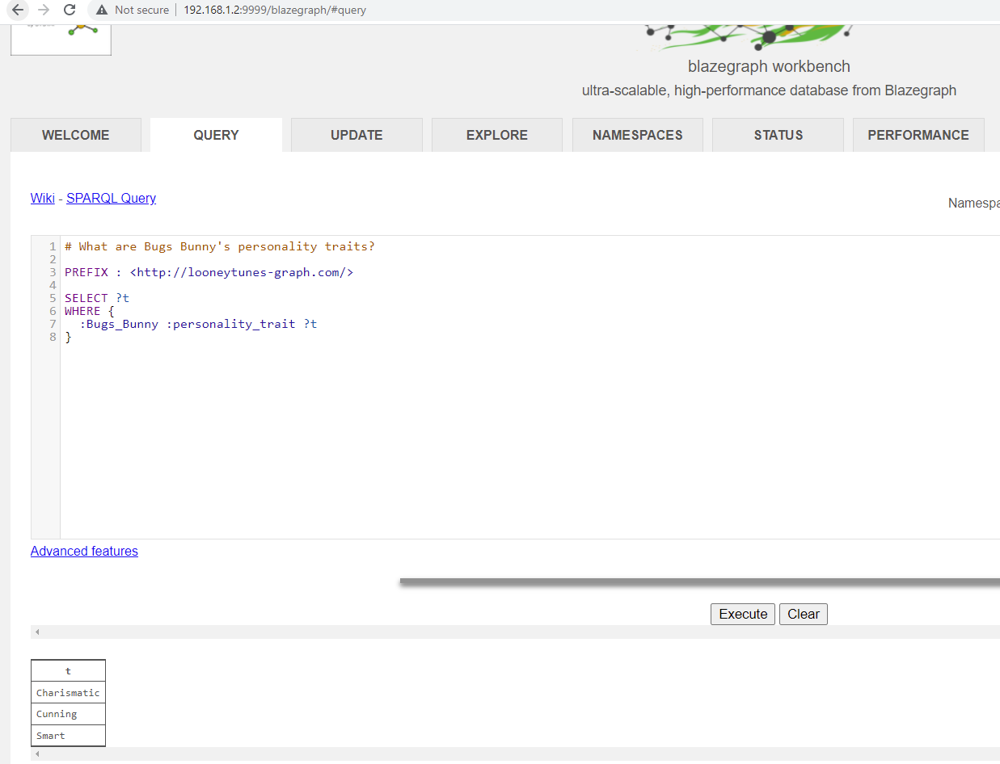 Not secure 192.168.1.2:9999/blazegraph/#query
blazegraph workbench
ultra-scalable, high-performance database from Blazegraph
WELCOME QUERY UPDATE EXPLORE NAMESPACES STATUS PERFORMANCE
Wiki - SPARQL Query
Namespa
1 # What are Bugs Bunny's personality traits?
2
3 PREFIX : <http://looneytunes-graph.com/>
4
5 SELECT ?t
6 WHERE {
7 :Bugs_Bunny :personality_trait ?t
8 }
Advanced features
Execute Clear
t
Charismatic
Cunning
Smart